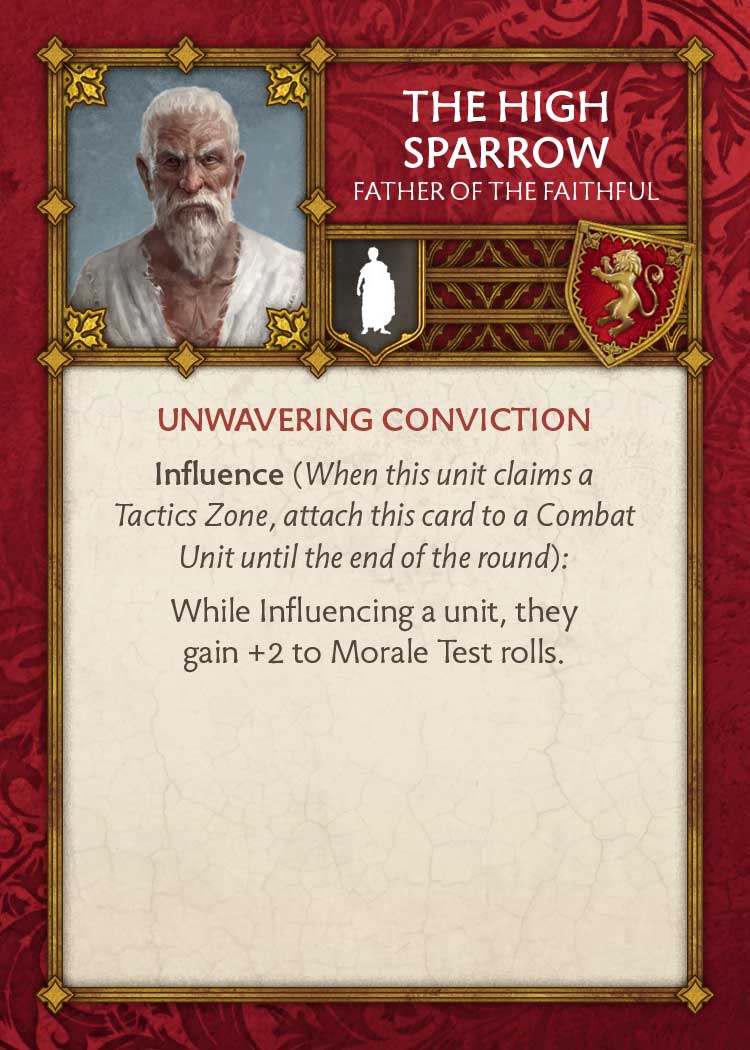 THE HIGH
SPARROW
FATHER OF THE FAITHFUL
UNWAVERING CONVICTION
Influence (When this unit claims a
Tactics Zone, attach this card to a Combat
Unit until the end of the round):
While Influencing a unit, they
gain +2 to Morale Test rolls.